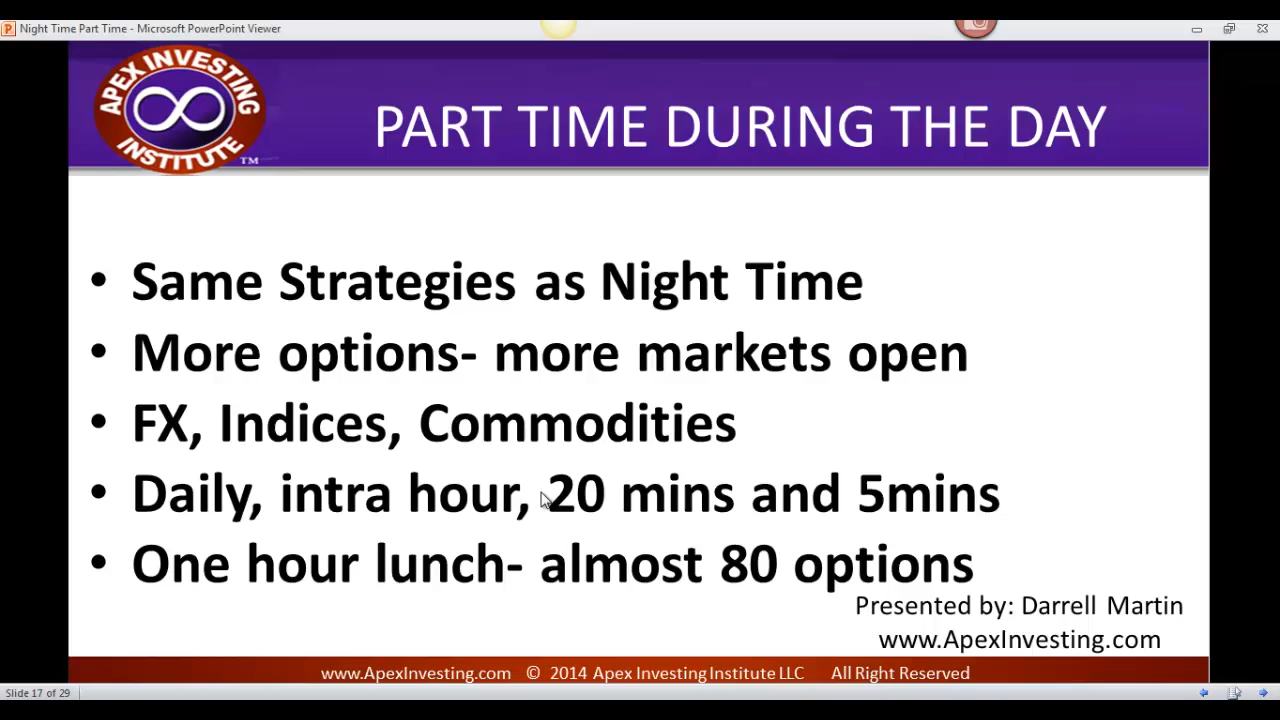 Night Time Part Time - Microsoft PowerPoint Viewer
APEX INVESTING
INSTITUTE
TM
PART TIME DURING THE DAY
• Same Strategies as Night Time
• More options- more markets open
• FX, Indices, Commodities
• Daily, intra hour, 20 mins and 5mins
• One hour lunch- almost 80 options
Presented by: Darrell Martin
www.ApexInvesting.com
www.ApexInvesting.com © 2014 Apex Investing Institute LLC All Right Reserved
Slide 17 of 29